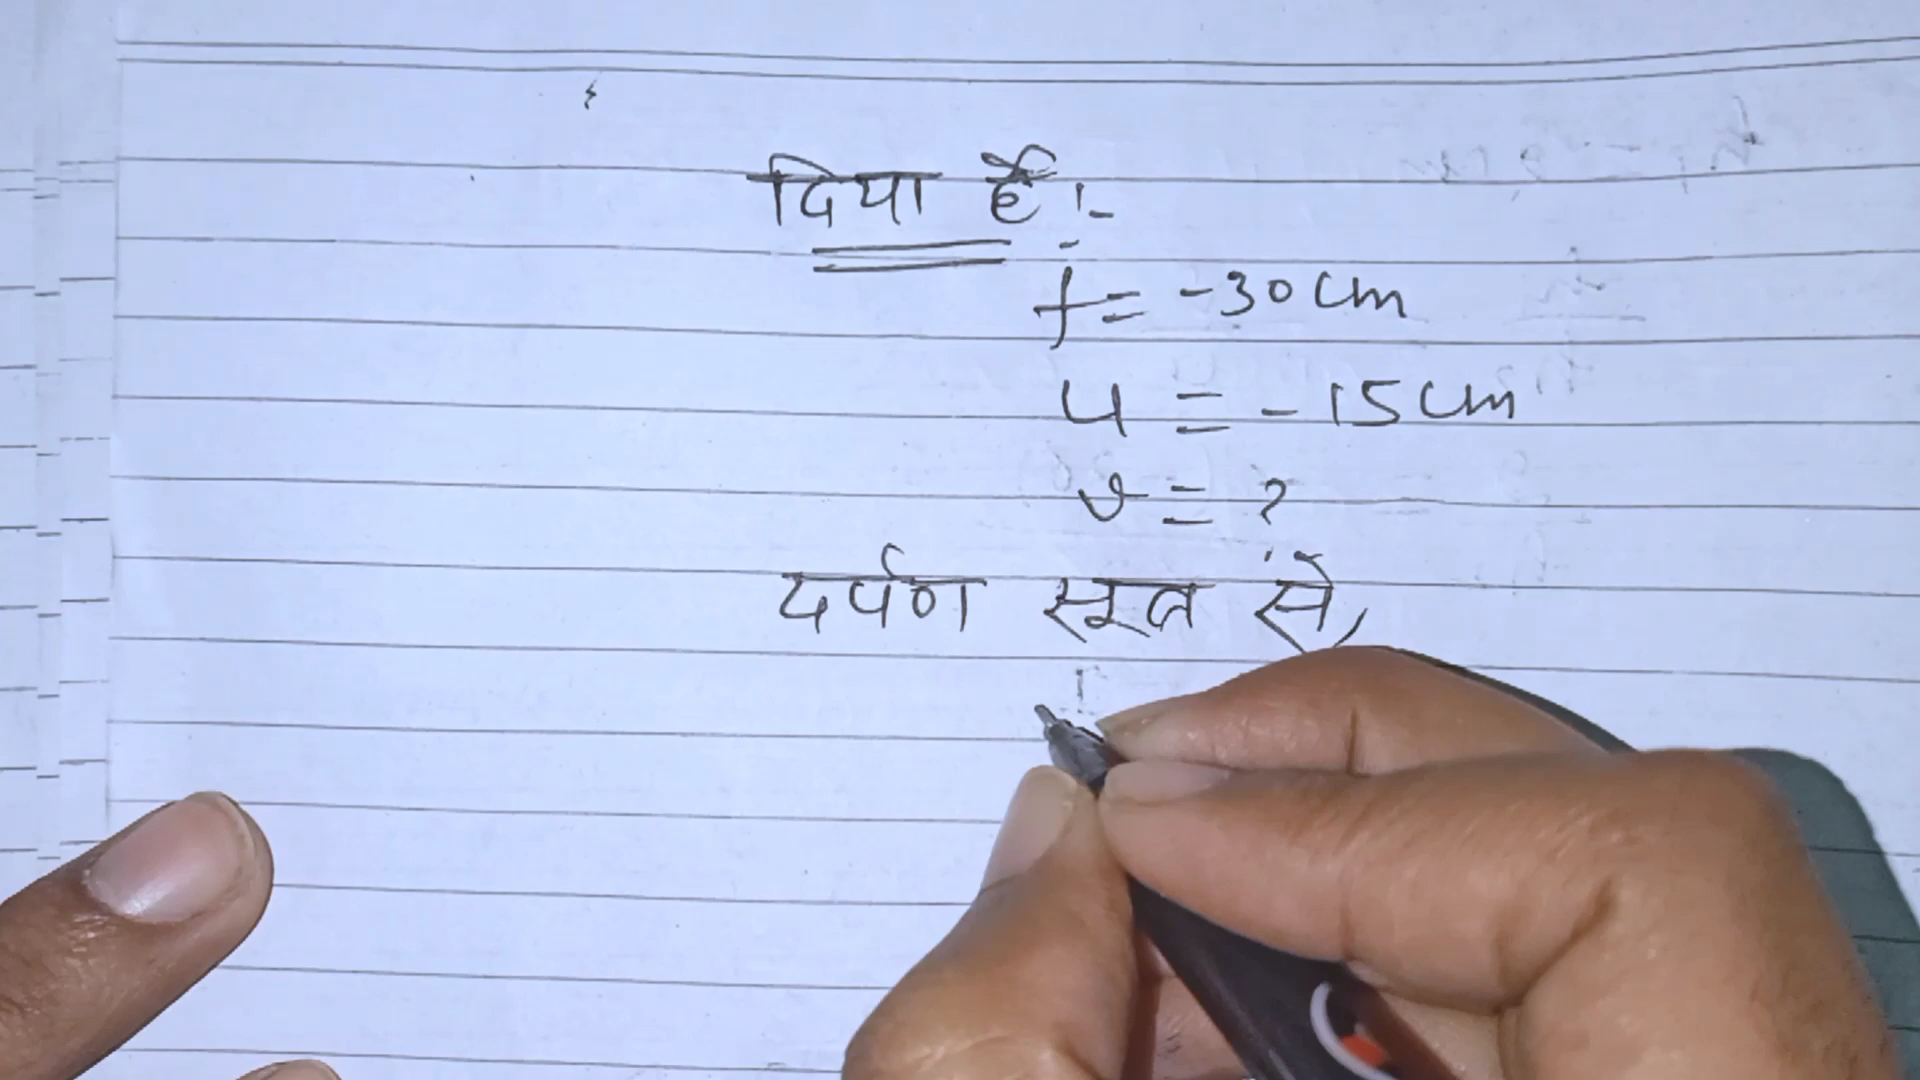 दिया है :-
f = -30 cm
u = -15 cm
v = ?
दर्पण सूत्र से,